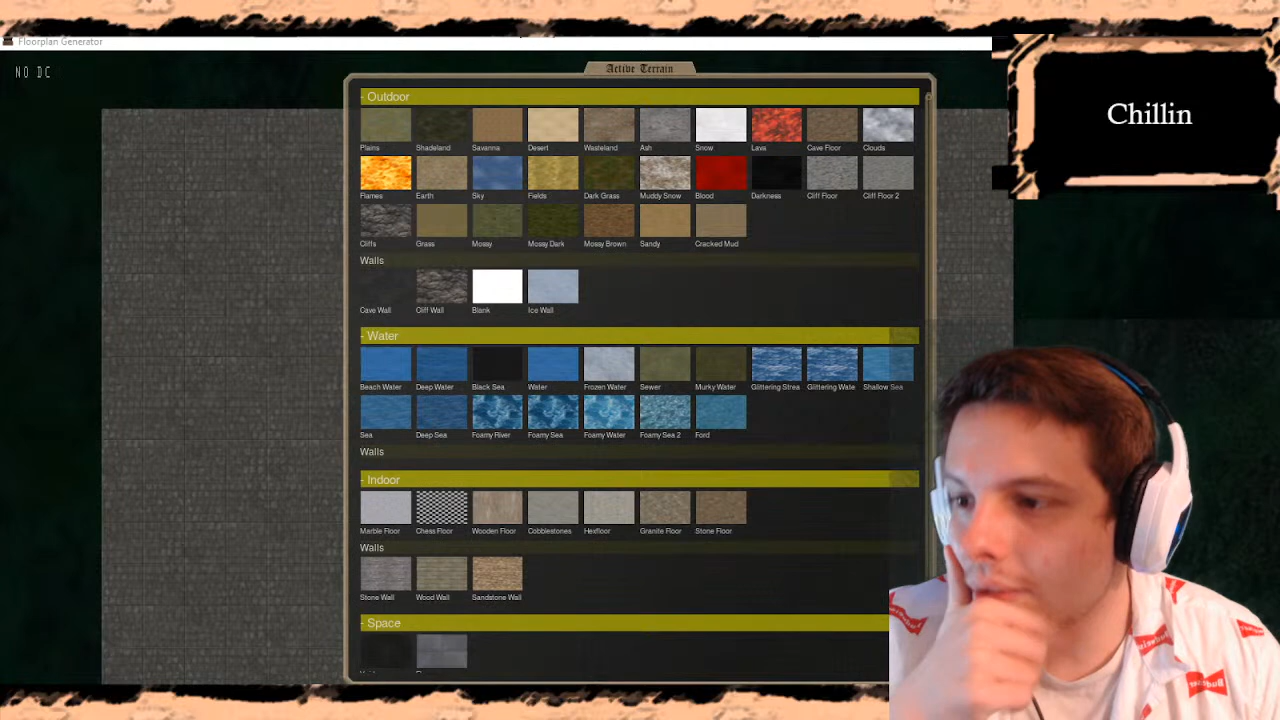 Floorplan Generator
NO DC
Active Terrain
Chillin
- Outdoor
Plains Shadeland Savanna Desert Wasteland Ash Snow Lava Cave Floor Clouds
Flames Earth Sky Fields Dark Grass Muddy Snow Blood Darkness Cliff Floor Cliff Floor 2
Cliffs Grass Mossy Mossy Dark Mossy Brown Sandy Cracked Mud
Walls
Cave Wall Cliff Wall Blank Ice Wall
- Water
Beach Water Deep Water Black Sea Water Frozen Water Sewer Murky Water Glittering Strea Glittering Wate Shallow Sea
Sea Deep Sea Foamy River Foamy Sea Foamy Water Foamy Sea 2 Ford
Walls
- Indoor
Marble Floor Chess Floor Wooden Floor Cobblestones Hexfloor Granite Floor Stone Floor
Walls
Stone Wall Wood Wall Sandstone Wall
- Space
Budweiser